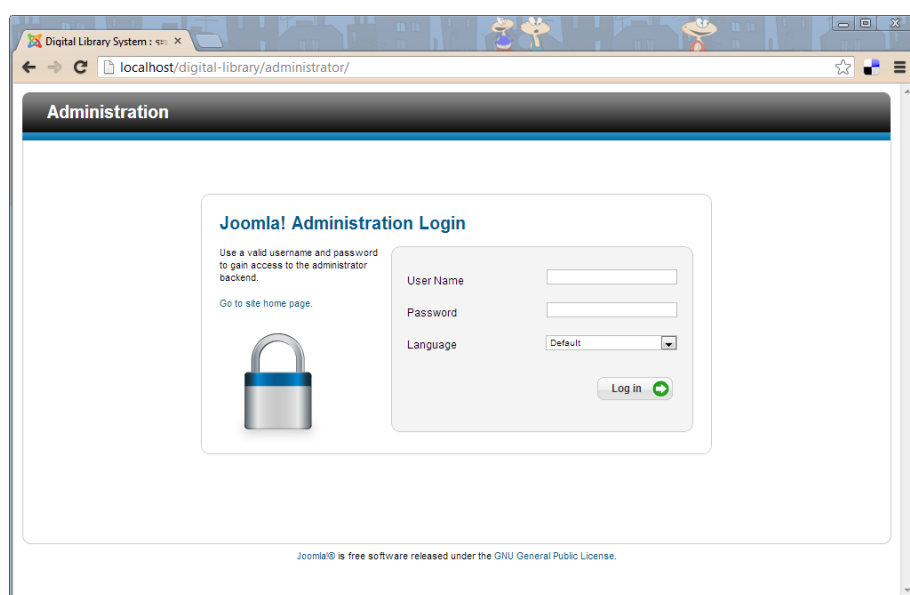 Digital Library System :
localhost/digital-library/administrator/
Administration
Joomla! Administration Login
Use a valid username and password
to gain access to the administrator
backend.
Go to site home page.
User Name
Password
Language
Default
Log in
Joomla!® is free software released under the GNU General Public License.